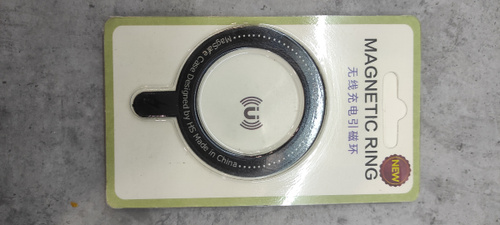 MAGNETIC RING
无线充电引磁环
NEW
MagSafe Case Designed by HS Made in China
U